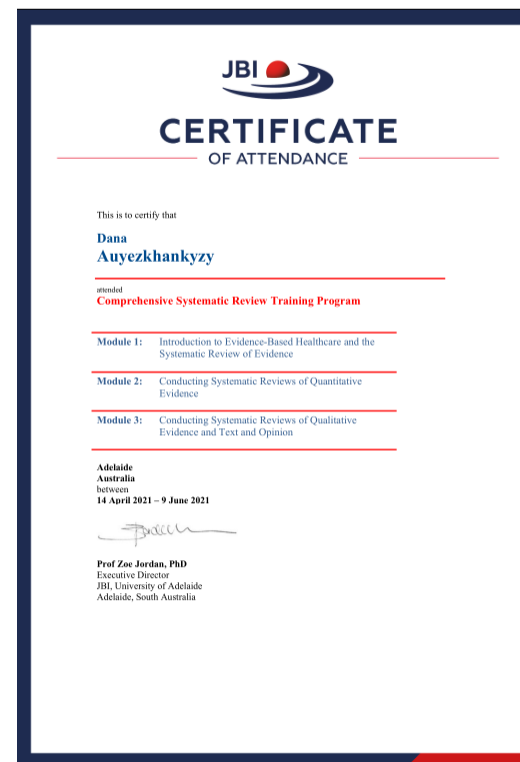 JBI
CERTIFICATE
OF ATTENDANCE
This is to certify that
Dana
Auyezkhankyzy
attended
Comprehensive Systematic Review Training Program
Module 1: Introduction to Evidence-Based Healthcare and the
Systematic Review of Evidence
Module 2: Conducting Systematic Reviews of Quantitative
Evidence
Module 3: Conducting Systematic Reviews of Qualitative
Evidence and Text and Opinion
Adelaide
Australia
between
14 April 2021 – 9 June 2021
Prof Zoe Jordan, PhD
Executive Director
JBI, University of Adelaide
Adelaide, South Australia